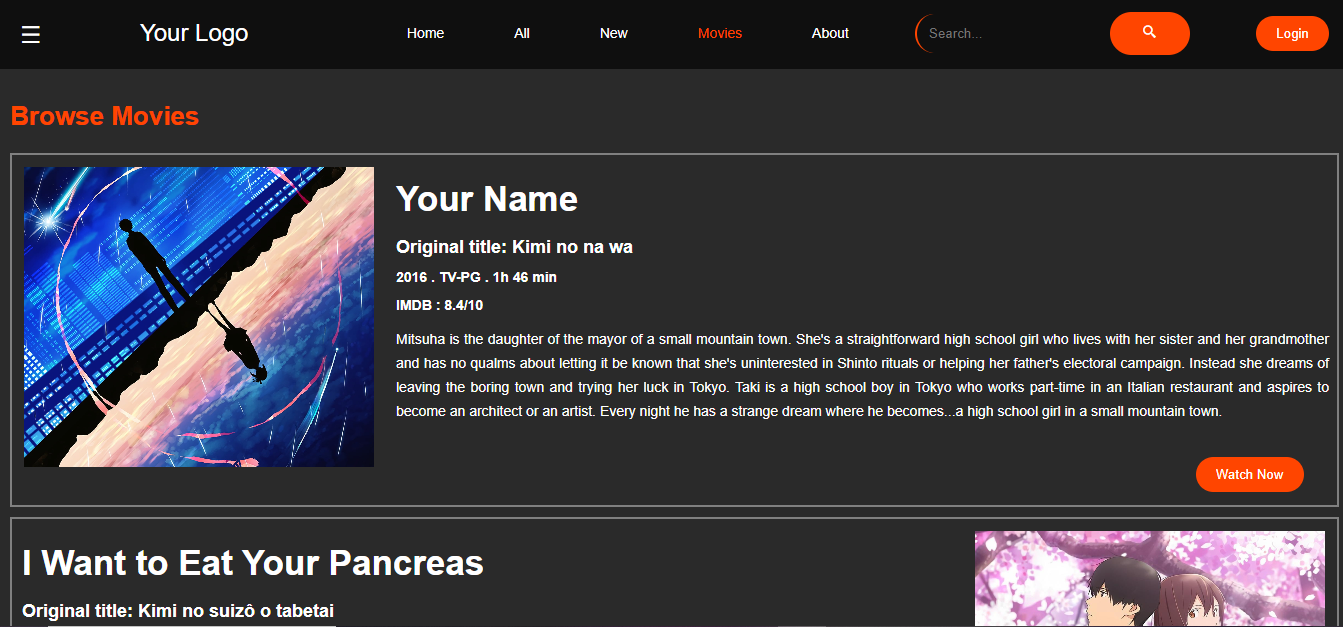 ☰ Your Logo Home All New Movies About Search... Login
Browse Movies
Your Name
Original title: Kimi no na wa
2016 . TV-PG . 1h 46 min
IMDB : 8.4/10
Mitsuha is the daughter of the mayor of a small mountain town. She's a straightforward high school girl who lives with her sister and her grandmother
and has no qualms about letting it be known that she's uninterested in Shinto rituals or helping her father's electoral campaign. Instead she dreams of
leaving the boring town and trying her luck in Tokyo. Taki is a high school boy in Tokyo who works part-time in an Italian restaurant and aspires to
become an architect or an artist. Every night he has a strange dream where he becomes...a high school girl in a small mountain town.
Watch Now
I Want to Eat Your Pancreas
Original title: Kimi no suizô o tabetai